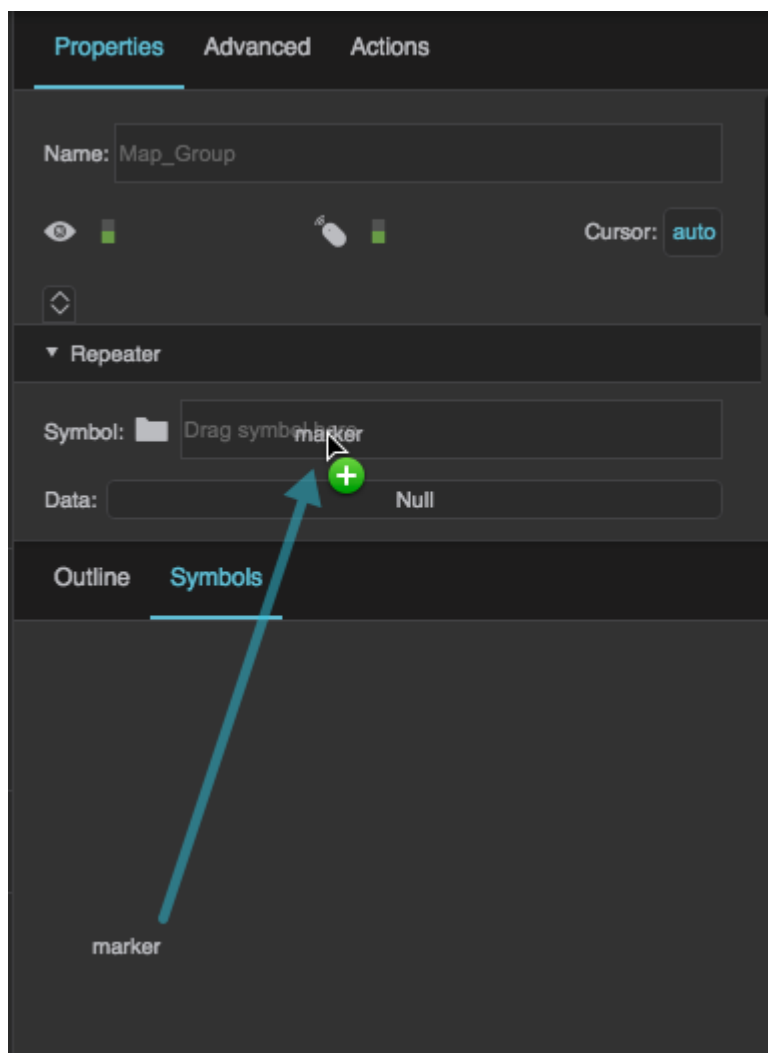 Properties Advanced Actions
Name: Map_Group
Cursor: auto
Repeater
Symbol: Drag symbol here
marker
Data: Null
Outline Symbols
marker